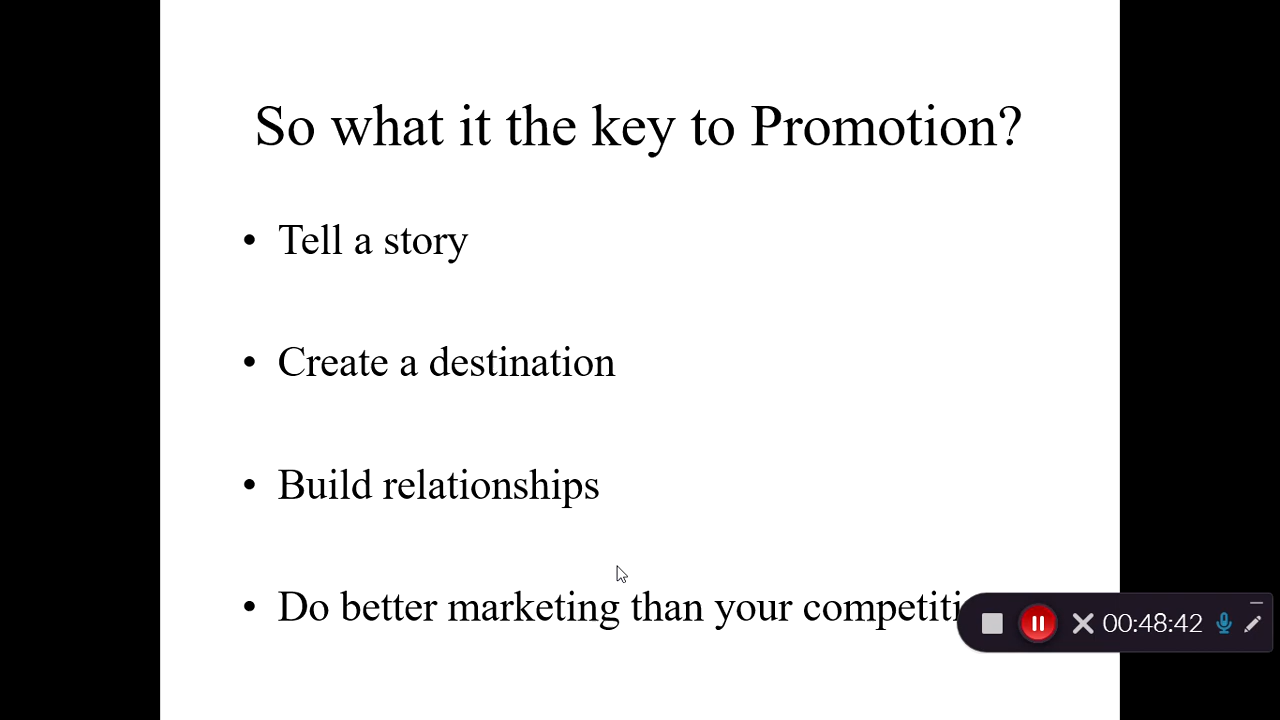 So what it the key to Promotion?
• Tell a story
• Create a destination
• Build relationships
• Do better marketing than your
00:48:42